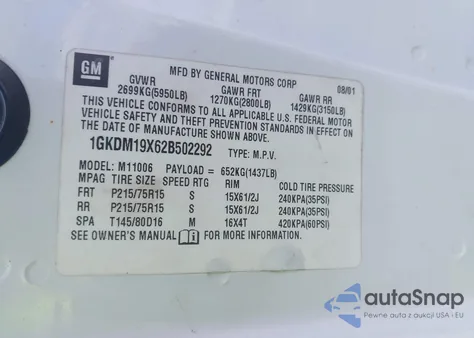 GM
MFD BY GENERAL MOTORS CORP
08/01
GVWR GAWR FRT GAWR RR
2699KG(5950LB) 1270KG(2800LB) 1429KG(3150LB)
THIS VEHICLE CONFORMS TO ALL APPLICABLE U.S. FEDERAL MOTOR
VEHICLE SAFETY AND THEFT PREVENTION STANDARDS IN EFFECT ON
THE DATE OF MANUFACTURE SHOWN ABOVE.
1GKDM19X62B502292 TYPE: M.P.V.
MODEL: M11006 PAYLOAD = 652KG(1437LB)
MPAG TIRE SIZE SPEED RTG RIM COLD TIRE PRESSURE
FRT P215/75R15 S 15X61/2J 240KPA(35PSI)
RR P215/75R15 S 15X61/2J 240KPA(35PSI)
SPA T145/80D16 M 16X4T 420KPA(60PSI)
SEE OWNER'S MANUAL FOR MORE INFORMATION
autoSnap
Pewne auta z aukcji USA i EU